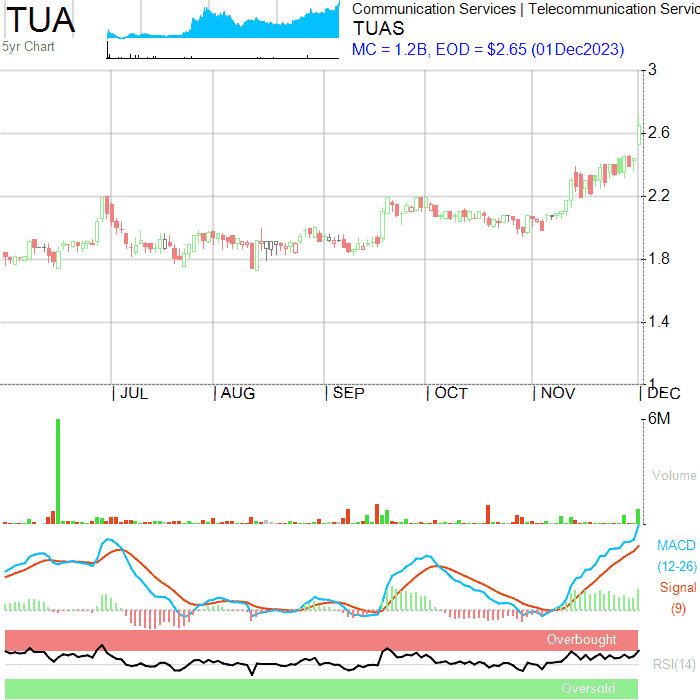 TUA
5yr Chart
Communication Services | Telecommunication Servic
TUAS
MC = 1.2B, EOD = $2.65 (01Dec2023)
3
2.6
2.2
1.8
1.4
1
JUL
AUG
SEP
OCT
NOV
DEC
6M
Volume
MACD
(12-26)
Signal
(9)
Overbought
RSI(14)
Oversold